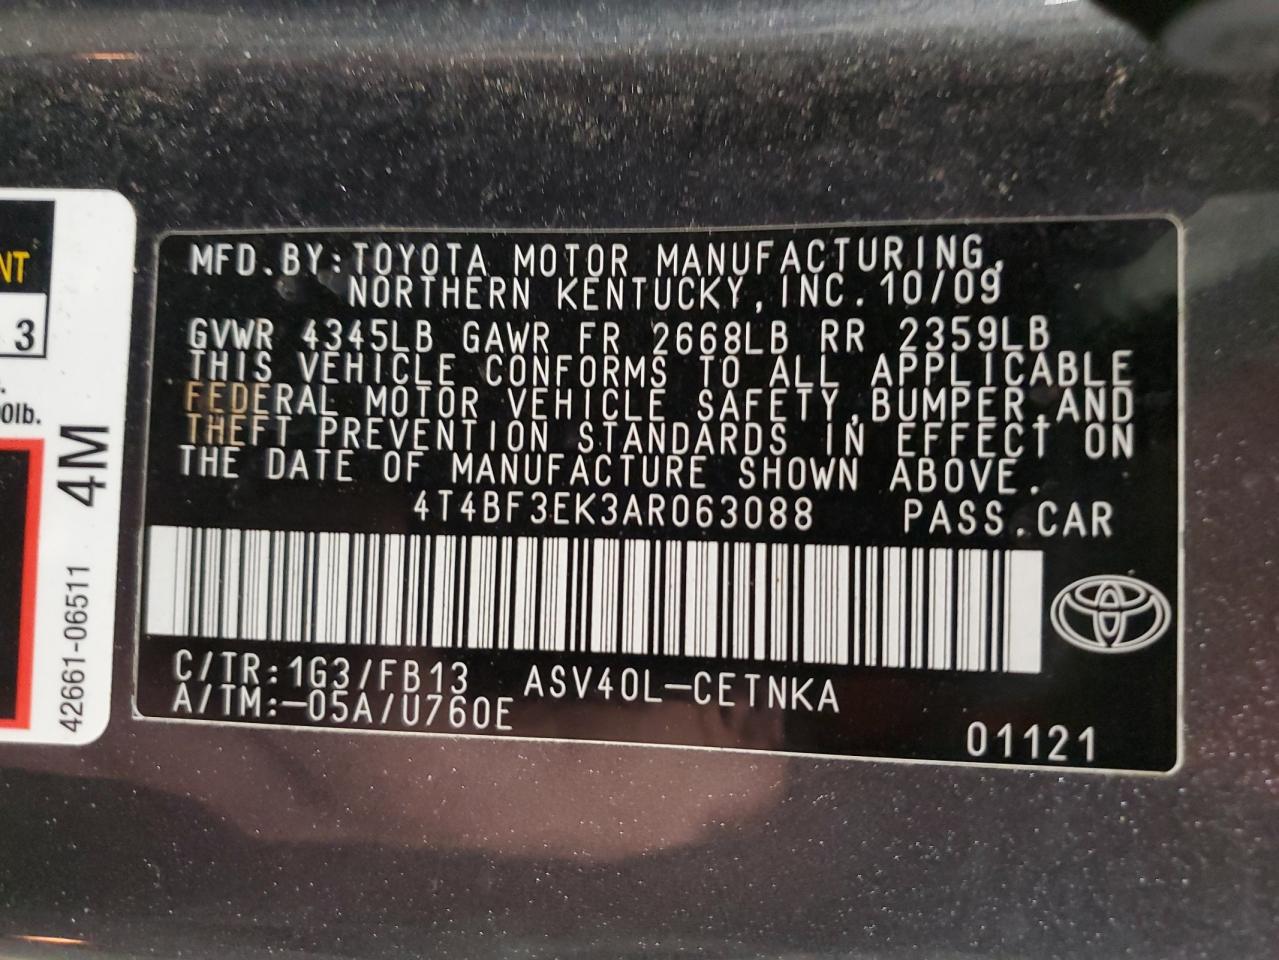 NT
3
0lb.
4M
42661-06511
MFD.BY:TOYOTA MOTOR MANUFACTURING,
NORTHERN KENTUCKY,INC.10/09
GVWR 4345LB GAWR FR 2668LB RR 2359LB
THIS VEHICLE CONFORMS TO ALL APPLICABLE
FEDERAL MOTOR VEHICLE SAFETY,BUMPER,AND
THEFT PREVENTION STANDARDS IN EFFECT ON
THE DATE OF MANUFACTURE SHOWN ABOVE.
4T4BF3EK3AR063088 PASS.CAR
C/TR:1G3/FB13 ASV40L-CETNKA
A/TM:-05A/U760E
01121